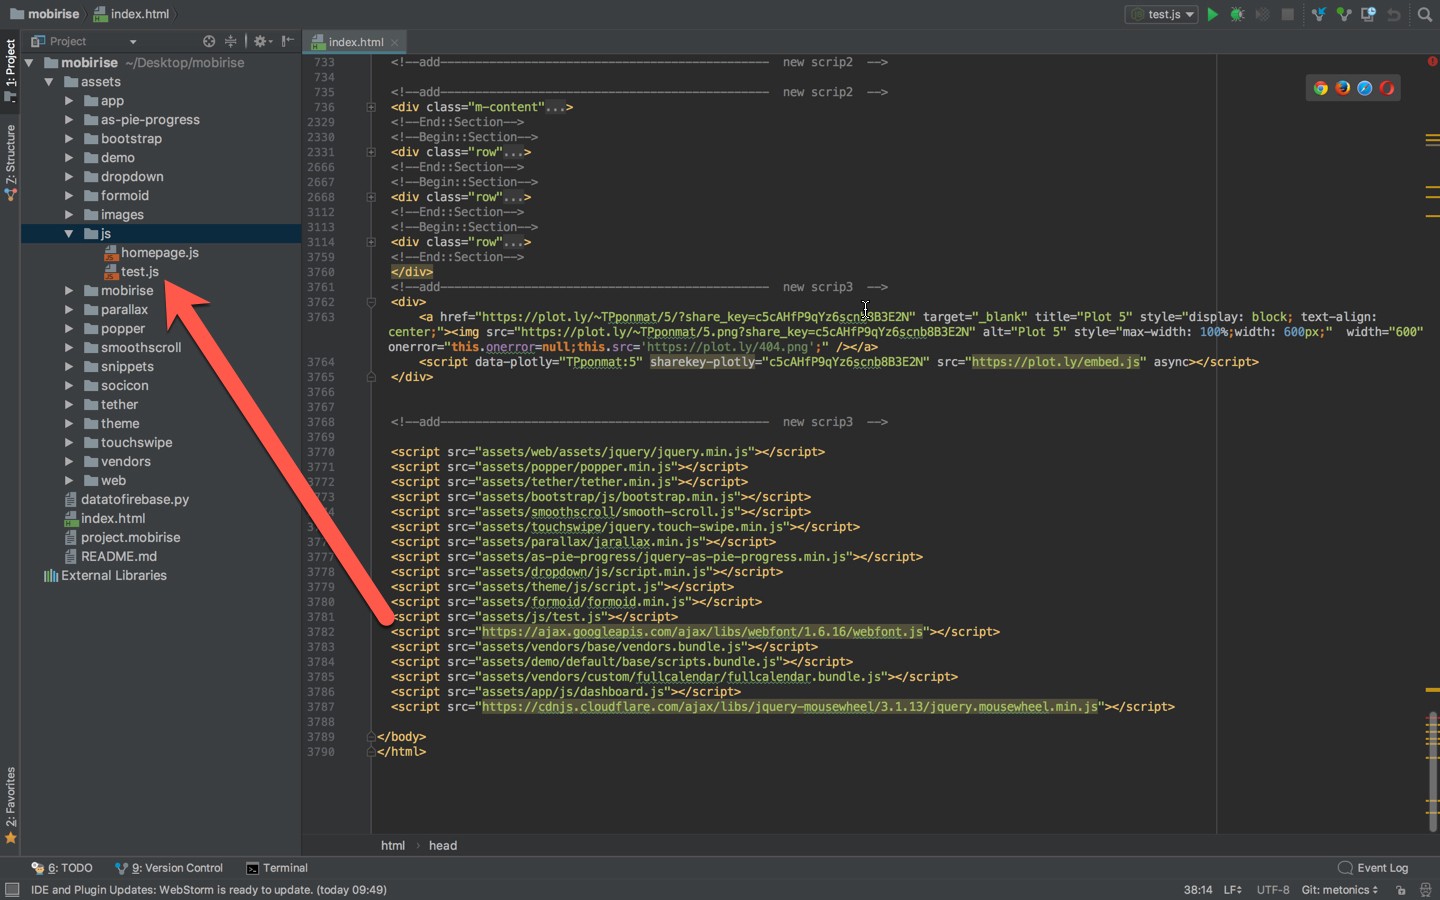 mobirise index.html
test.js
Project
index.html
1: Project
Z: Structure
2: Favorites
mobirise ~/Desktop/mobirise
assets
app
as-pie-progress
bootstrap
demo
dropdown
formoid
images
js
homepage.js
test.js
mobirise
parallax
popper
smoothscroll
snippets
socicon
tether
theme
touchswipe
vendors
web
datatofirebase.py
index.html
project.mobirise
README.md
External Libraries
733 <!--add----------------------------------------------- new scrip2 -->
734
735 <!--add----------------------------------------------- new scrip2 -->
736 <div class="m-content"...>
2329 <!--End::Section-->
2330 <!--Begin::Section-->
2331 <div class="row"...>
2666 <!--End::Section-->
2667 <!--Begin::Section-->
2668 <div class="row"...>
3112 <!--End::Section-->
3113 <!--Begin::Section-->
3114 <div class="row"...>
3759 <!--End::Section-->
3760 </div>
3761 <!--add----------------------------------------------- new scrip3 -->
3762 <div>
3763 <a href="https://plot.ly/~TPponmat/5/?share_key=c5cAHfP9qYz6scnb8B3E2N" target="_blank" title="Plot 5" style="display: block; text-align:
center;"><img src="https://plot.ly/~TPponmat/5.png?share_key=c5cAHfP9qYz6scnb8B3E2N" alt="Plot 5" style="max-width: 100%;width: 600px;" width="600"
onerror="this.onerror=null;this.src='https://plot.ly/404.png';" /></a>
3764 <script data-plotly="TPponmat:5" sharekey-plotly="c5cAHfP9qYz6scnb8B3E2N" src="https://plot.ly/embed.js" async></script>
3765 </div>
3766
3767
3768 <!--add----------------------------------------------- new scrip3 -->
3769
3770 <script src="assets/web/assets/jquery/jquery.min.js"></script>
3771 <script src="assets/popper/popper.min.js"></script>
3772 <script src="assets/tether/tether.min.js"></script>
<script src="assets/bootstrap/js/bootstrap.min.js"></script>
<script src="assets/smoothscroll/smooth-scroll.js"></script>
<script src="assets/touchswipe/jquery.touch-swipe.min.js"></script>
<script src="assets/parallax/jarallax.min.js"></script>
<script src="assets/as-pie-progress/jquery-as-pie-progress.min.js"></script>
3778 <script src="assets/dropdown/js/script.min.js"></script>
3779 <script src="assets/theme/js/script.js"></script>
3780 <script src="assets/formoid/formoid.min.js"></script>
3781 <script src="assets/js/test.js"></script>
3782 <script src="https://ajax.googleapis.com/ajax/libs/webfont/1.6.16/webfont.js"></script>
3783 <script src="assets/vendors/base/vendors.bundle.js"></script>
3784 <script src="assets/demo/default/base/scripts.bundle.js"></script>
3785 <script src="assets/vendors/custom/fullcalendar/fullcalendar.bundle.js"></script>
3786 <script src="assets/app/js/dashboard.js"></script>
3787 <script src="https://cdnjs.cloudflare.com/ajax/libs/jquery-mousewheel/3.1.13/jquery.mousewheel.min.js"></script>
3788
3789 </body>
3790 </html>
html head
6: TODO 9: Version Control Terminal Event Log
IDE and Plugin Updates: WebStorm is ready to update. (today 09:49) 38:14 LF UTF-8 Git: metonics